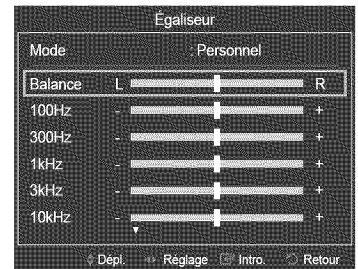 Égaliseur
Mode : Personnel
Balance L R
100Hz - +
300Hz - +
1kHz - +
3kHz - +
10kHz - +
Dépl. Réglage Intro. Retour